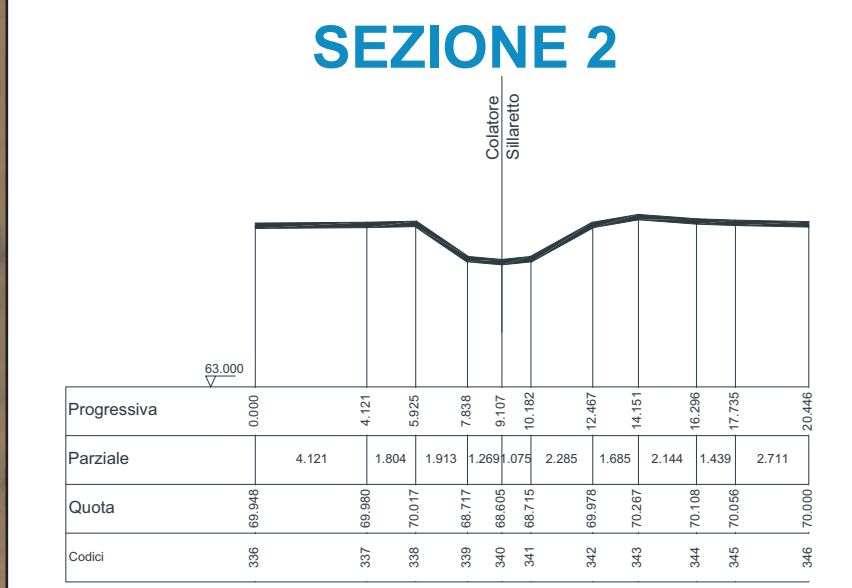 SEZIONE 2
Colatore
Sillaretto
63.000
Progressiva 0.000 4.121 5.925 7.838 9.107 10.182 12.467 14.151 16.296 17.735 20.446
Parziale 4.121 1.804 1.913 1.269 1.075 2.285 1.685 2.144 1.439 2.711
Quota 69.948 69.980 70.017 68.717 68.605 68.715 69.978 70.267 70.108 70.056 70.000
Codici 336 337 338 339 340 341 342 343 344 345 346